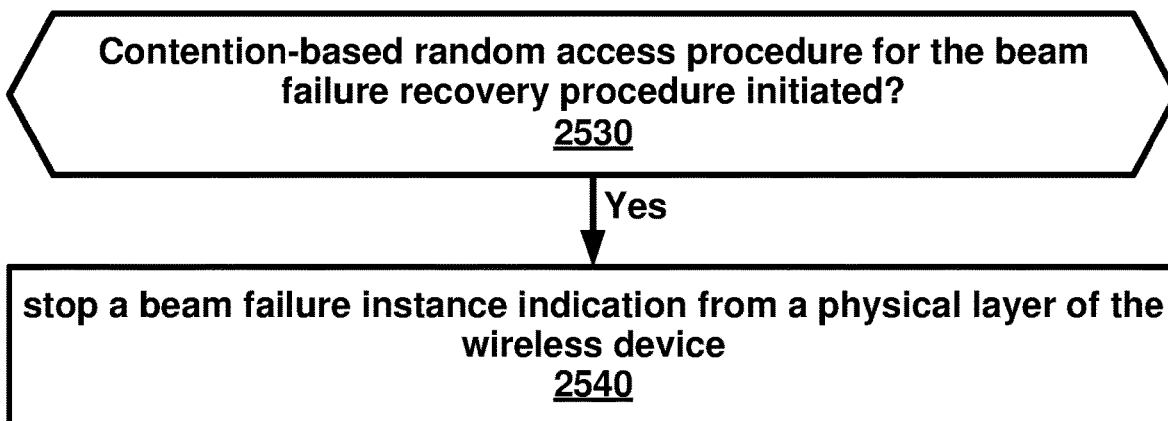 Contention-based random access procedure for the beam
failure recovery procedure initiated?
2530
Yes
stop a beam failure instance indication from a physical layer of the
wireless device
2540